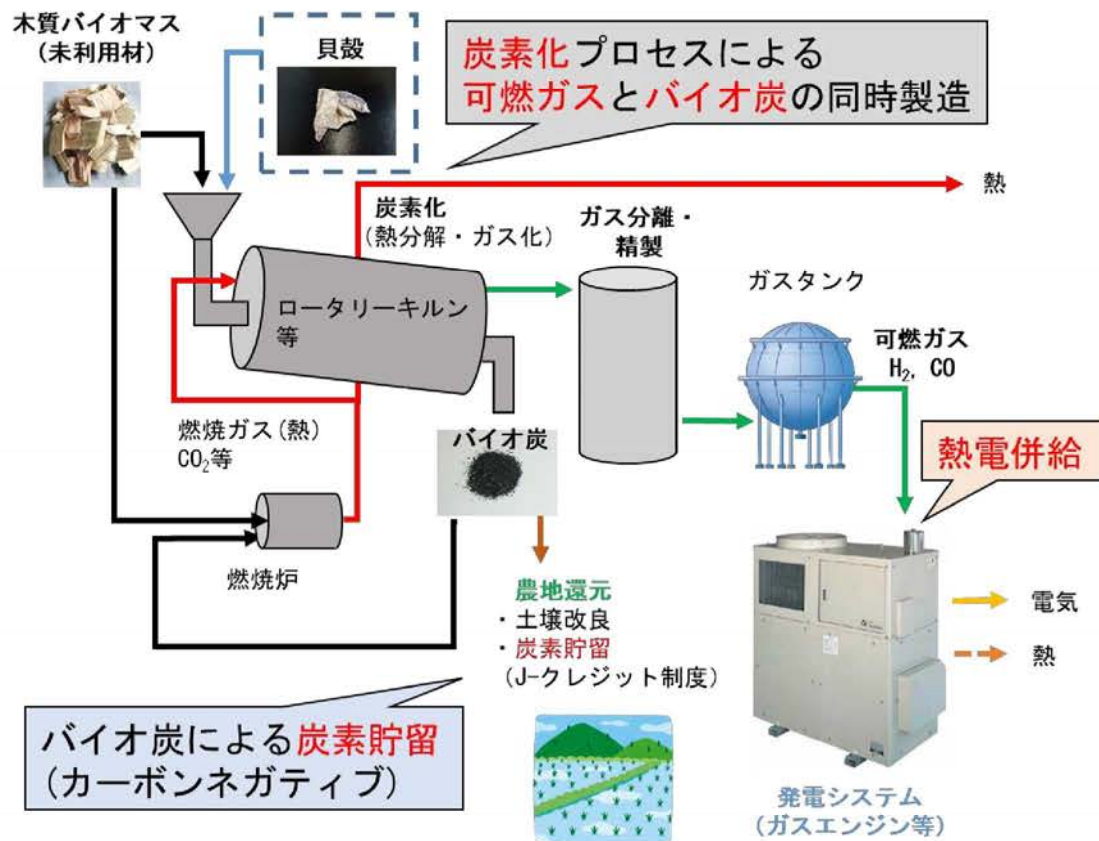 木質バイオマス
(未利用材)
貝殻
炭素化プロセスによる
可燃ガスとバイオ炭の同時製造
熱
炭素化
(熱分解・ガス化)
ガス分離・
精製
ロータリーキルン
等
ガスタンク
可燃ガス
H₂, CO
燃焼ガス(熱)
CO₂等
バイオ炭
熱電併給
燃焼炉
農地還元
・土壌改良
・炭素貯留
(J-クレジット制度)
電気
熱
バイオ炭による炭素貯留
(カーボンネガティブ)
発電システム
(ガスエンジン等)